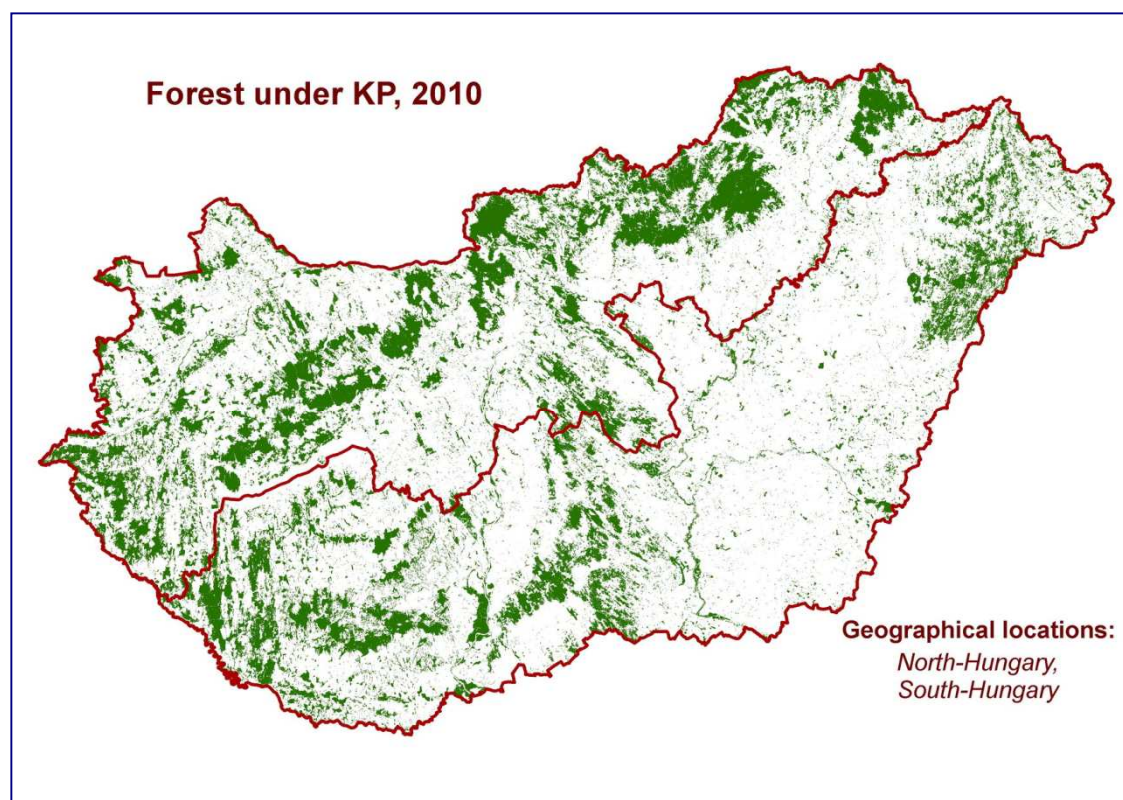 Forest under KP, 2010
Geographical locations:
North-Hungary,
South-Hungary